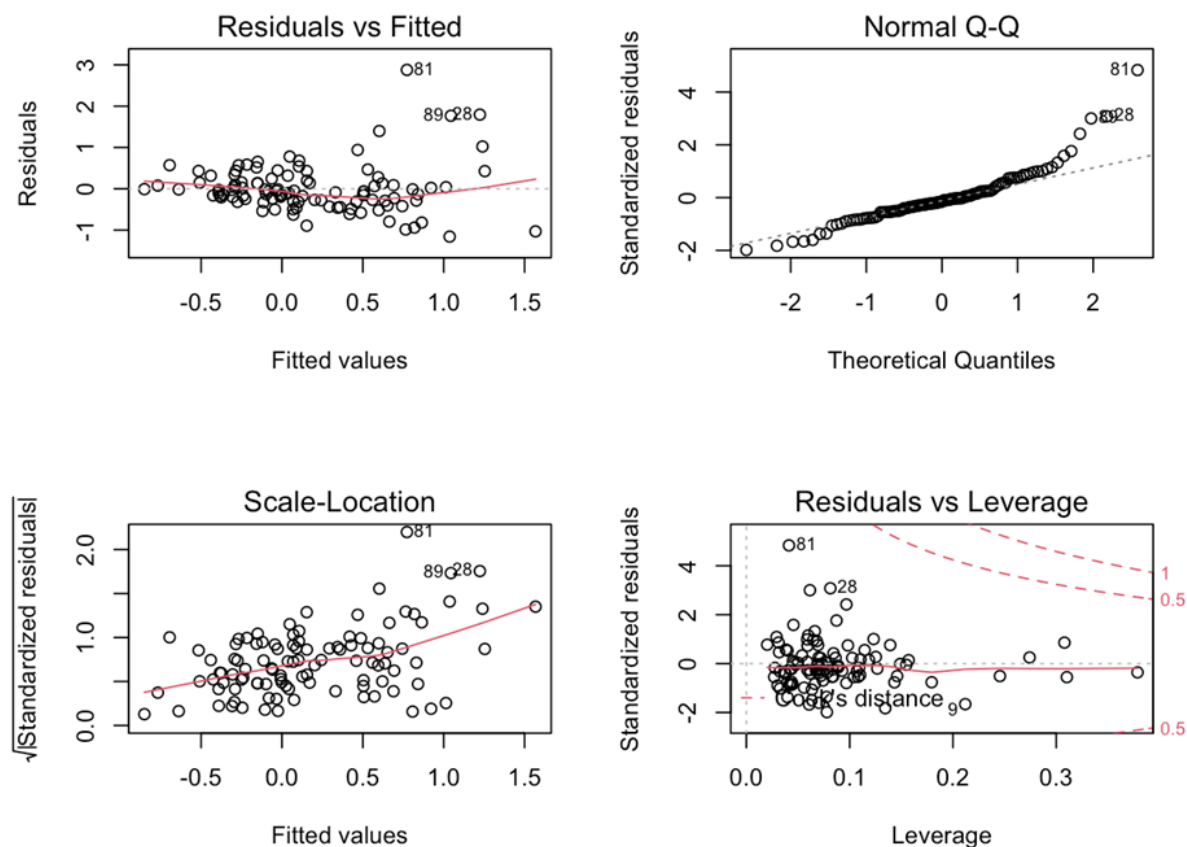 Residuals vs Fitted
Residuals
3
2
1
0
-1
81
89
28
-0.5 0.0 0.5 1.0 1.5
Fitted values
Normal Q-Q
Standardized residuals
4
2
0
-2
81
89
28
-2 -1 0 1 2
Theoretical Quantiles
Scale-Location
√|Standardized residuals|
2.0
1.0
0.0
81
89
28
-0.5 0.0 0.5 1.0 1.5
Fitted values
Residuals vs Leverage
Standardized residuals
4
2
0
-2
81
28
9
Cook's distance
1
0.5
0.5
0.0 0.1 0.2 0.3
Leverage